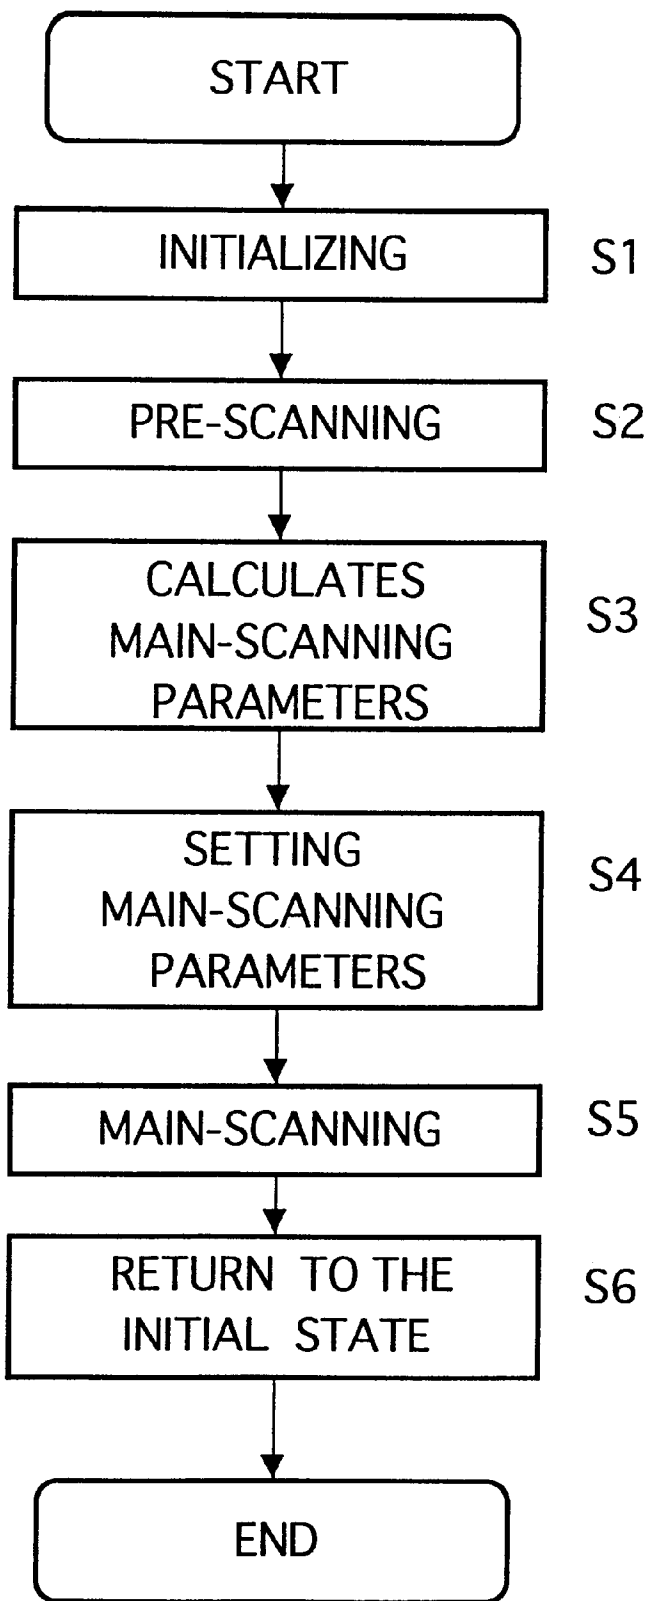 START
INITIALIZING S1
PRE-SCANNING S2
CALCULATES
MAIN-SCANNING S3
PARAMETERS
SETTING
MAIN-SCANNING S4
PARAMETERS
MAIN-SCANNING S5
RETURN TO THE
INITIAL STATE S6
END